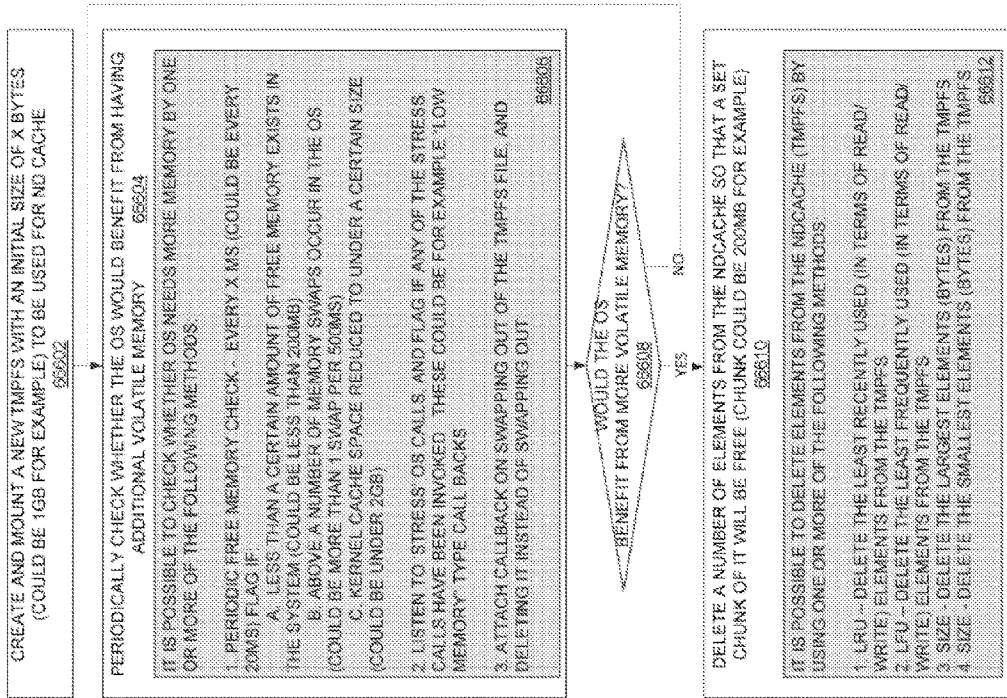 CREATE AND MOUNT A NEW TMPFS WITH AN INITIAL SIZE OF X BYTES
(COULD BE 1GB FOR EXAMPLE) TO BE USED FOR ND CACHE
66602
PERIODICALLY CHECK WHETHER THE OS WOULD BENEFIT FROM HAVING
ADDITIONAL VOLATILE MEMORY 66604
IT IS POSSIBLE TO CHECK WHETHER OS NEEDS MORE MEMORY BY ONE
OR MORE OF THE FOLLOWING METHODS:
1. PERIODIC FREE MEMORY CHECK. EVERY X MS (COULD BE EVERY
20MS) FLAG IF
A. LESS THAN A CERTAIN AMOUNT OF FREE MEMORY EXISTS IN
THE SYSTEM (COULD BE LESS THAN 200MB)
B. ABOVE A NUMBER OF MEMORY SWAPS OCCUR IN THE OS
(COULD BE MORE THAN 1 SWAP PER 500MS)
C. KERNEL CACHE SPACE REDUCED TO UNDER A CERTAIN SIZE
(COULD BE UNDER 2GB)
2. LISTEN TO STRESS OS CALLS, AND FLAG IF ANY OF THE STRESS
CALLS HAVE BEEN INVOKED. THESE COULD BE FOR EXAMPLE "LOW
MEMORY" TYPE CALL BACKS
3. ATTACH CALLBACK ON SWAPPING OUT OF THE TMPFS FILE, AND
DELETING IT INSTEAD OF SWAPPING OUT
66606
WOULD THE OS
BENEFIT FROM MORE VOLATILE MEMORY?
66608
NO
YES
DELETE A NUMBER OF ELEMENTS FROM THE NDCACHE SO THAT A SET
CHUNK OF IT WILL BE FREE (CHUNK COULD BE 200MB FOR EXAMPLE)
66610
IT IS POSSIBLE TO DELETE ELEMENTS FROM THE NDCACHE (TMPFS) BY
USING ONE OR MORE OF THE FOLLOWING METHODS:
1. LRU – DELETE THE LEAST RECENTLY USED (IN TERMS OF READ/
WRITE) ELEMENTS FROM THE TMPFS
2. LFU – DELETE THE LEAST FREQUENTLY USED (IN TERMS OF READ/
WRITE) ELEMENTS FROM THE TMPFS
3. SIZE - DELETE THE LARGEST ELEMENTS (BYTES) FROM THE TMPFS
4. SIZE - DELETE THE SMALLEST ELEMENTS (BYTES) FROM THE TMPFS
66612